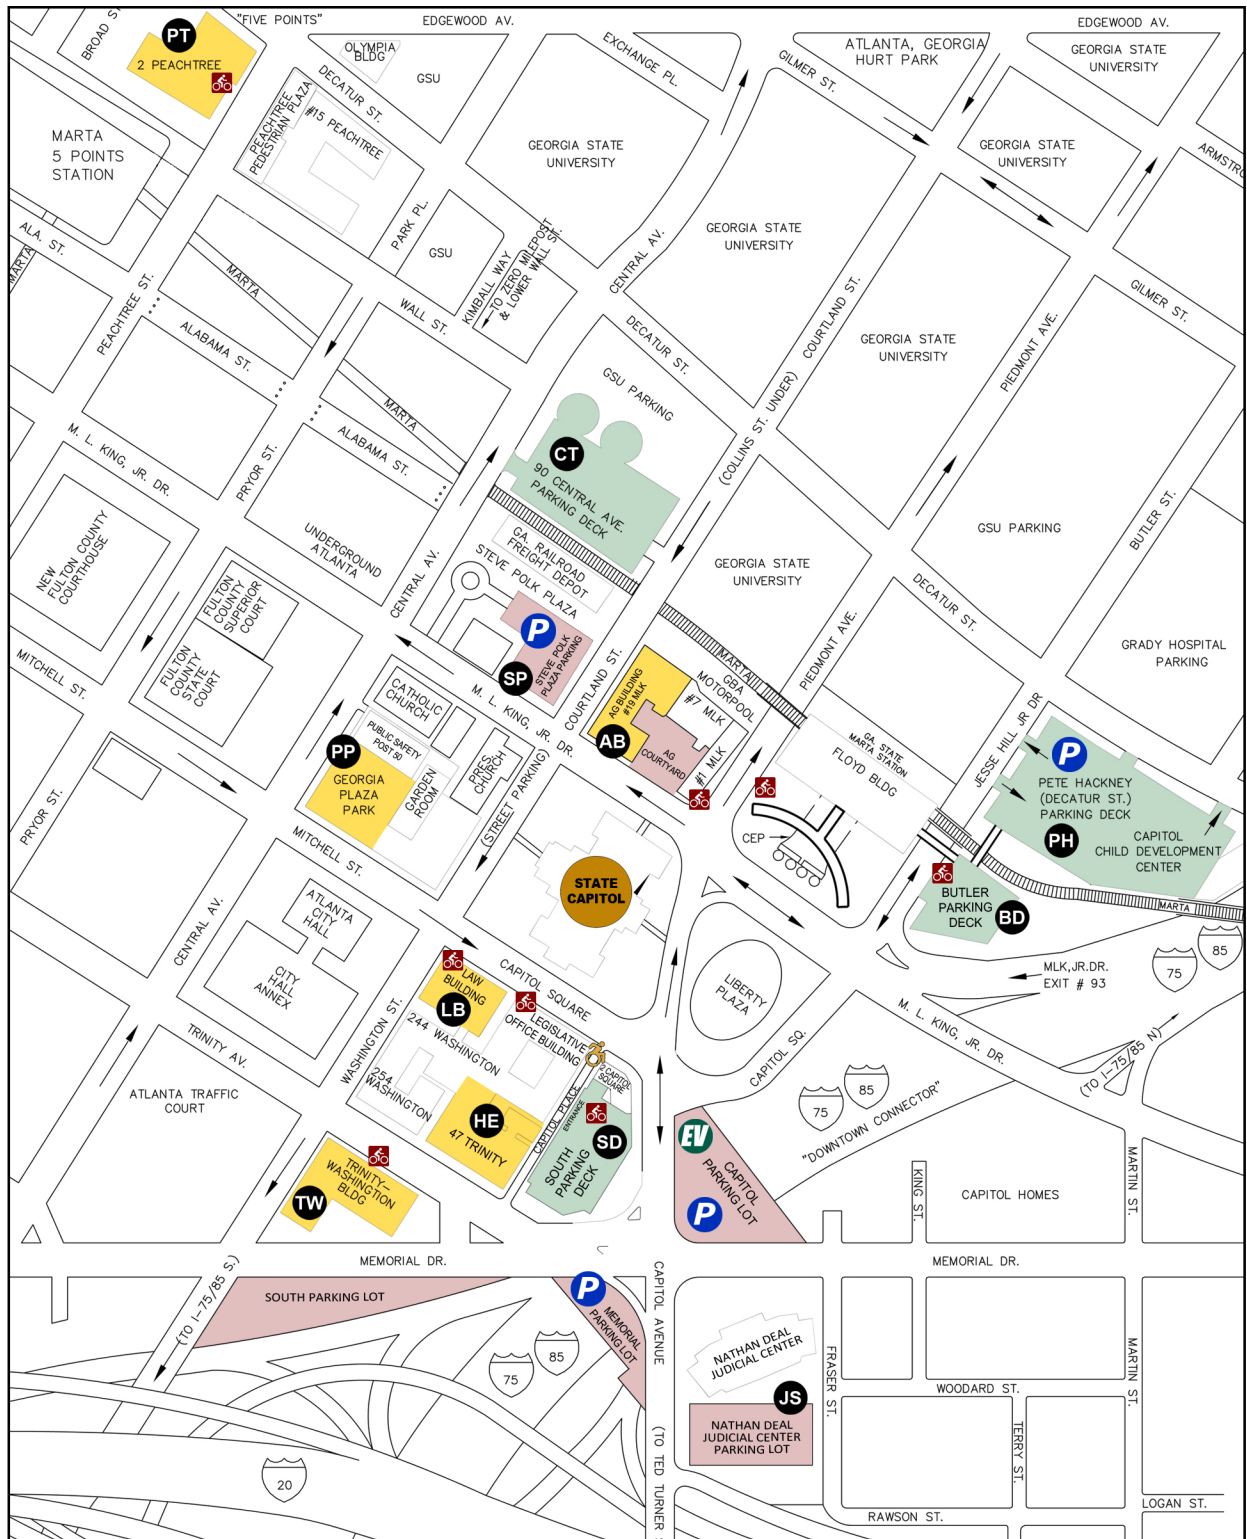 "FIVE POINTS"
EDGEWOOD AV.
EDGEWOOD AV.
BROAD S
PT
2 PEACHTREE
OLYMPIA
BLDG
GSU
EXCHANGE PL.
GILMER ST.
ATLANTA, GEORGIA
HURT PARK
GEORGIA STATE
UNIVERSITY
DECATUR ST.
PEACHTREE
PEDESTRIAN PLAZA
#15 PEACHTREE
MARTA
5 POINTS
STATION
GEORGIA STATE
UNIVERSITY
GEORGIA STATE
UNIVERSITY
ARMSTRO
ALA. ST.
MARTA
PARK PL.
GSU
KIMBALL WAY
TO ZERO MILEPOST
& LOWER WALL ST.
CENTRAL AV.
GEORGIA STATE
UNIVERSITY
MARTA
PEACHTREE ST.
WALL ST.
ALABAMA ST.
DECATUR ST.
COURTLAND ST.
(COLLINS ST. UNDER)
GEORGIA STATE
UNIVERSITY
PIEDMONT AVE.
GILMER ST.
GSU PARKING
MARTA
ALABAMA ST.
M. L. KING, JR. DR.
PRYOR ST.
CT
90 CENTRAL AVE.
PARKING DECK
UNDERGROUND
ATLANTA
GSU PARKING
BUTLER ST.
GA. RAILROAD
FREIGHT DEPOT
STEVE POLK PLAZA
NEW
FULTON COUNTY
COURTHOUSE
CENTRAL AV.
FULTON
COUNTY
SUPERIOR
COURT
GEORGIA STATE
UNIVERSITY
DECATUR ST.
P
STEVE POLK
PLAZA PARKING
SP
MARTA
PIEDMONT AVE.
GRADY HOSPITAL
PARKING
MITCHELL ST.
FULTON
COUNTY
STATE
COURT
CATHOLIC
CHURCH
M. L. KING, JR. DR.
COURTLAND ST.
AG BUILDING
#19 MLK
AB
AG
COURTYARD
GBA
MOTORPOOL
#7 MLK
#1 MLK
PUBLIC SAFETY
POST 50
PP
GEORGIA
PLAZA
PARK
GARDEN
ROOM
PRES.
CHURCH
(STREET PARKING)
GA. STATE
MARTA STATION
FLOYD BLDG
JESSE HILL JR DR
P
PETE HACKNEY
(DECATUR ST.)
PARKING DECK
PH
CAPITOL
CHILD DEVELOPMENT
CENTER
PRYOR ST.
MITCHELL ST.
CEP
STATE
CAPITOL
BUTLER
PARKING
DECK
BD
MARTA
ATLANTA
CITY
HALL
CENTRAL AV.
CITY
HALL
ANNEX
LAW
BUILDING
LB
CAPITOL SQUARE
LIBERTY
PLAZA
75
85
MLK,JR.DR.
EXIT # 93
M. L. KING, JR. DR.
WASHINGTON ST.
244 WASHINGTON
LEGISLATIVE
OFFICE BUILDING
TRINITY AV.
254
WASHINGTON
2 CAPITOL
SQUARE
CAPITOL SQ.
(TO I-75/85 N)
ATLANTA TRAFFIC
COURT
75
85
HE
47 TRINITY
CAPITOL PLACE
ENTRANCE
SD
SOUTH
PARKING
DECK
EV
CAPITOL
PARKING LOT
P
"DOWNTOWN CONNECTOR"
TRINITY-
WASHINGTON
BLDG
TW
KING ST.
CAPITOL HOMES
MARTIN ST.
MEMORIAL DR.
MEMORIAL DR.
(TO I-75/85 S.)
SOUTH PARKING LOT
P
MEMORIAL
PARKING LOT
CAPITOL AVENUE
75
85
NATHAN DEAL
JUDICIAL CENTER
JS
NATHAN DEAL
JUDICIAL CENTER
PARKING LOT
FRASER ST.
WOODARD ST.
MARTIN ST.
TERRY ST.
20
(TO TED TURNER
RAWSON ST.
LOGAN ST.